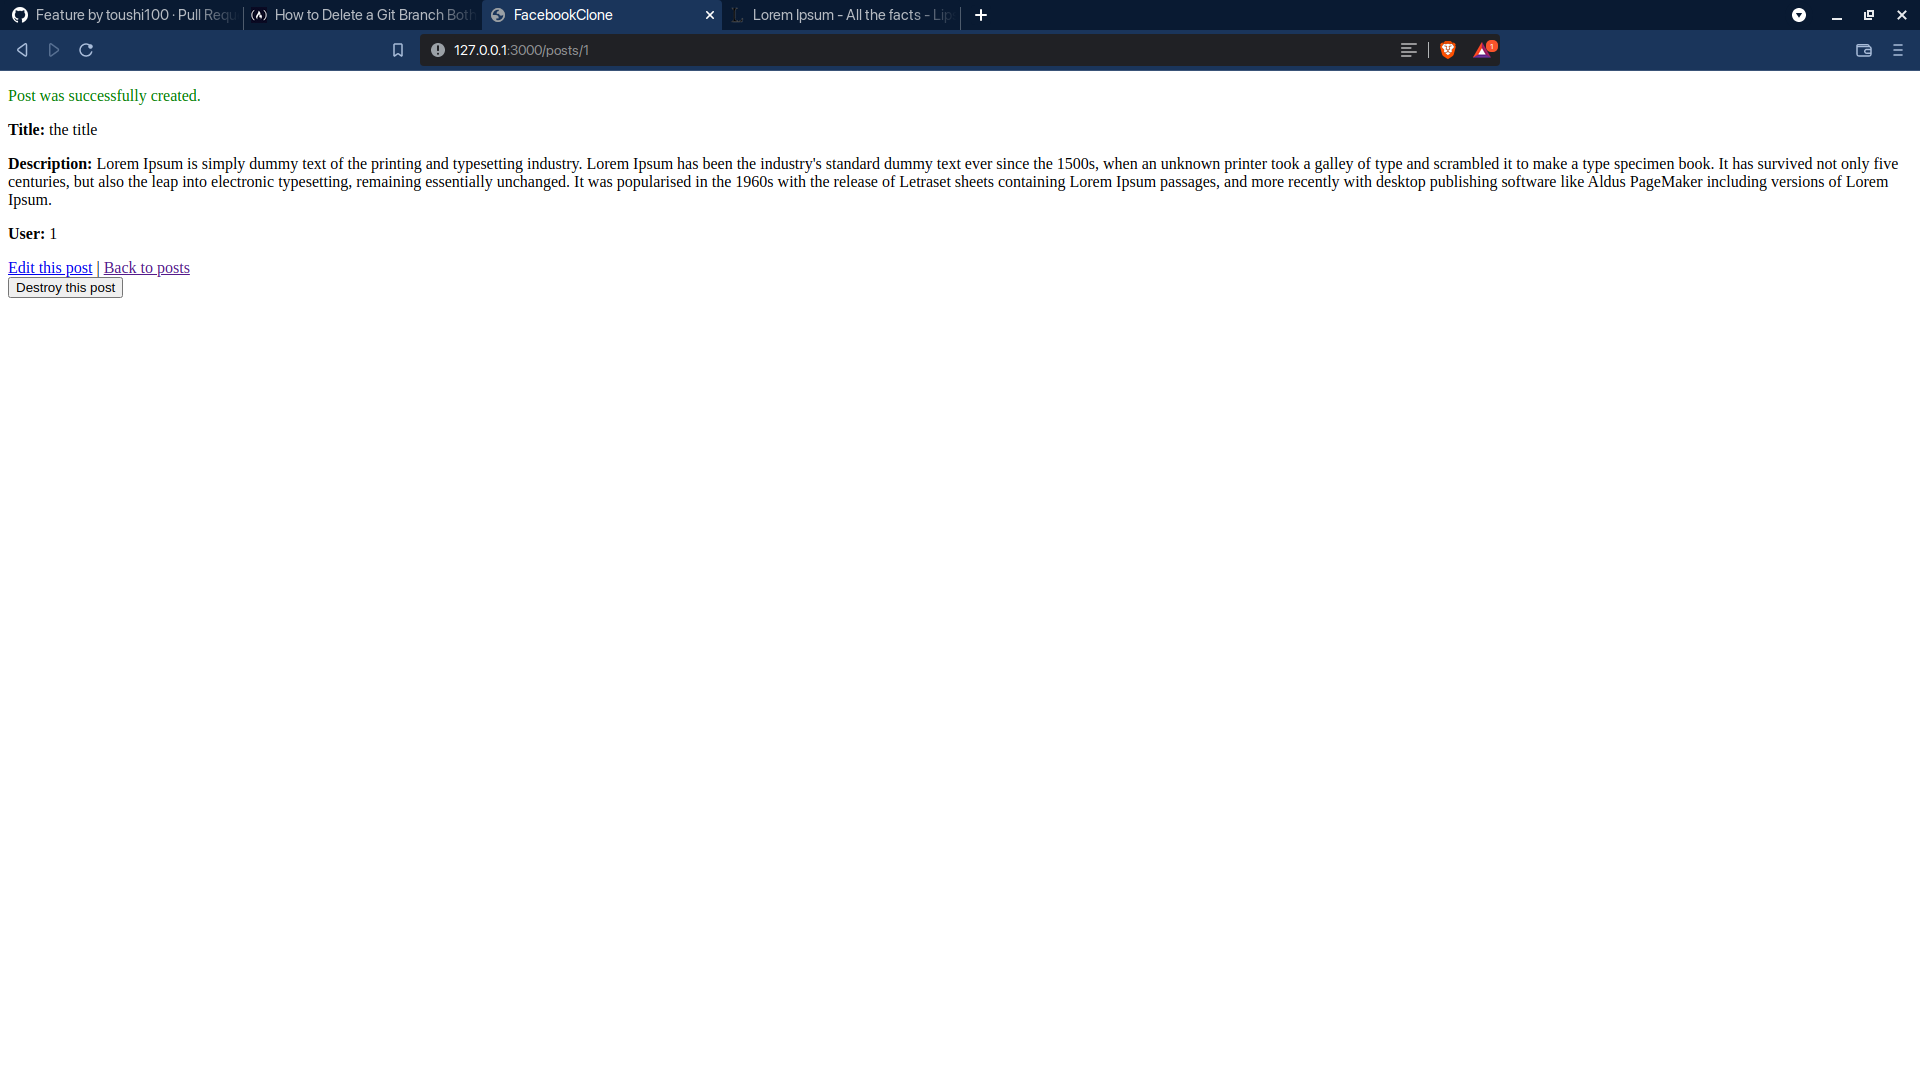 Feature by toushi100 · Pull Requ
How to Delete a Git Branch Both
FacebookClone
Lorem Ipsum - All the facts - Lip
127.0.0.1:3000/posts/1
1
Post was successfully created.
Title: the title
Description: Lorem Ipsum is simply dummy text of the printing and typesetting industry. Lorem Ipsum has been the industry's standard dummy text ever since the 1500s, when an unknown printer took a galley of type and scrambled it to make a type specimen book. It has survived not only five
centuries, but also the leap into electronic typesetting, remaining essentially unchanged. It was popularised in the 1960s with the release of Letraset sheets containing Lorem Ipsum passages, and more recently with desktop publishing software like Aldus PageMaker including versions of Lorem
Ipsum.
User: 1
Edit this post | Back to posts
Destroy this post